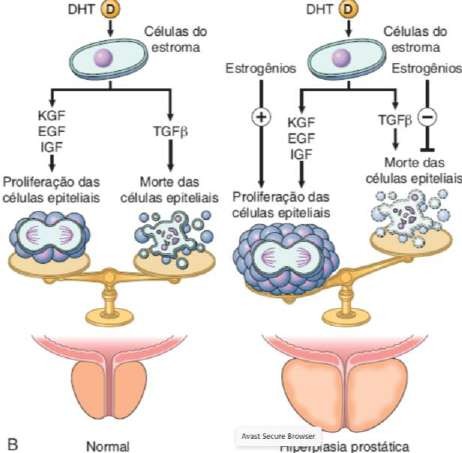 DHT D
Células do
estroma
KGF
EGF
IGF
TGFβ
Proliferação das
células epiteliais
Morte das
células epiteliais
B
Normal
DHT D
Células do
estroma
Estrogênios
Estrogênios
+
KGF
EGF
IGF
TGFβ
−
Morte das
células epiteliais
Proliferação das
células epiteliais
Avast Secure Browser
Hiperplasia prostática